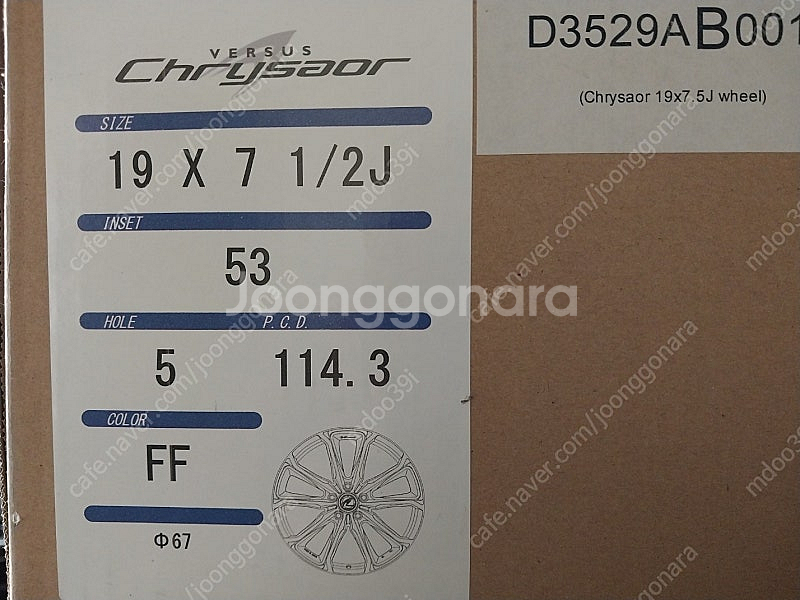 VERSUS
Chrysaor
SIZE
19 X 7 1/2J
INSET
53
HOLE P.C.D.
5 114.3
COLOR
FF
Φ67
D3529AB001
(Chrysaor 19x7.5J wheel)
Joonggonara
cafe.naver.com/joonggonara
mdoo39i